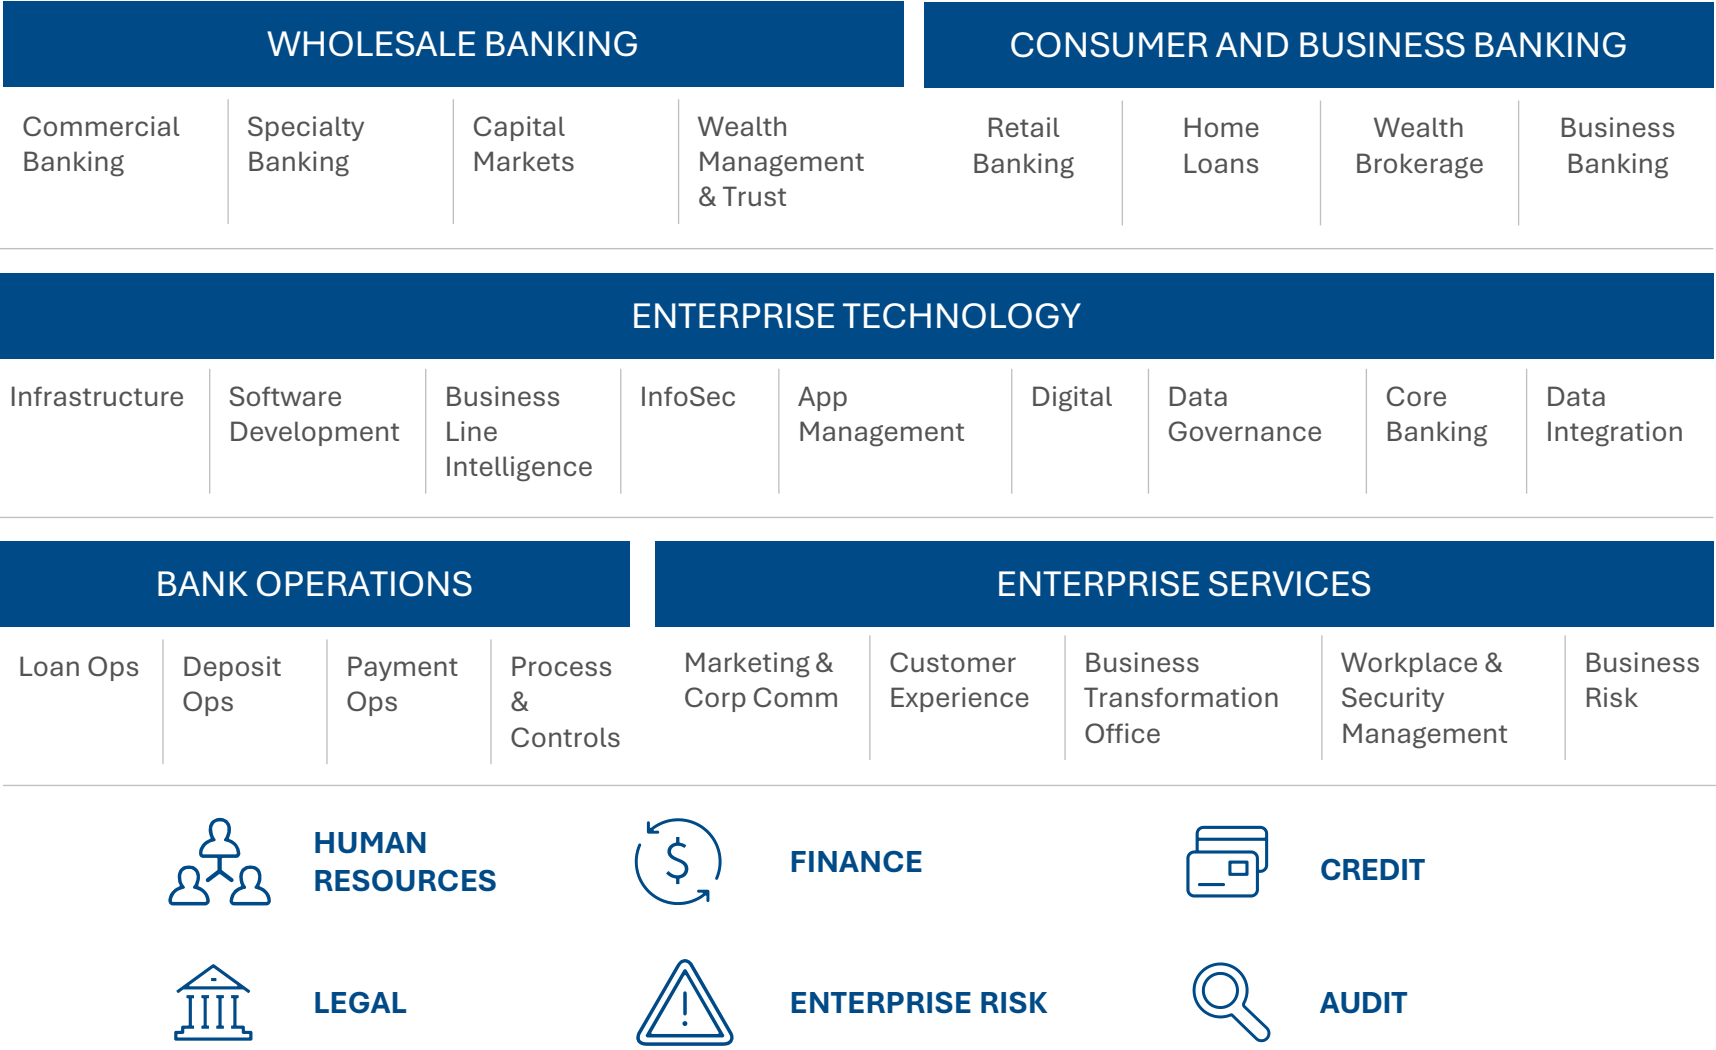 WHOLESALE BANKING
Commercial
Banking
Specialty
Banking
Capital
Markets
Wealth
Management
& Trust
CONSUMER AND BUSINESS BANKING
Retail
Banking
Home
Loans
Wealth
Brokerage
Business
Banking
ENTERPRISE TECHNOLOGY
Infrastructure
Software
Development
Business
Line
Intelligence
InfoSec
App
Management
Digital
Data
Governance
Core
Banking
Data
Integration
BANK OPERATIONS
Loan Ops
Deposit
Ops
Payment
Ops
Process
&
Controls
ENTERPRISE SERVICES
Marketing &
Corp Comm
Customer
Experience
Business
Transformation
Office
Workplace &
Security
Management
Business
Risk
HUMAN
RESOURCES
$
FINANCE
CREDIT
LEGAL
!
ENTERPRISE RISK
AUDIT